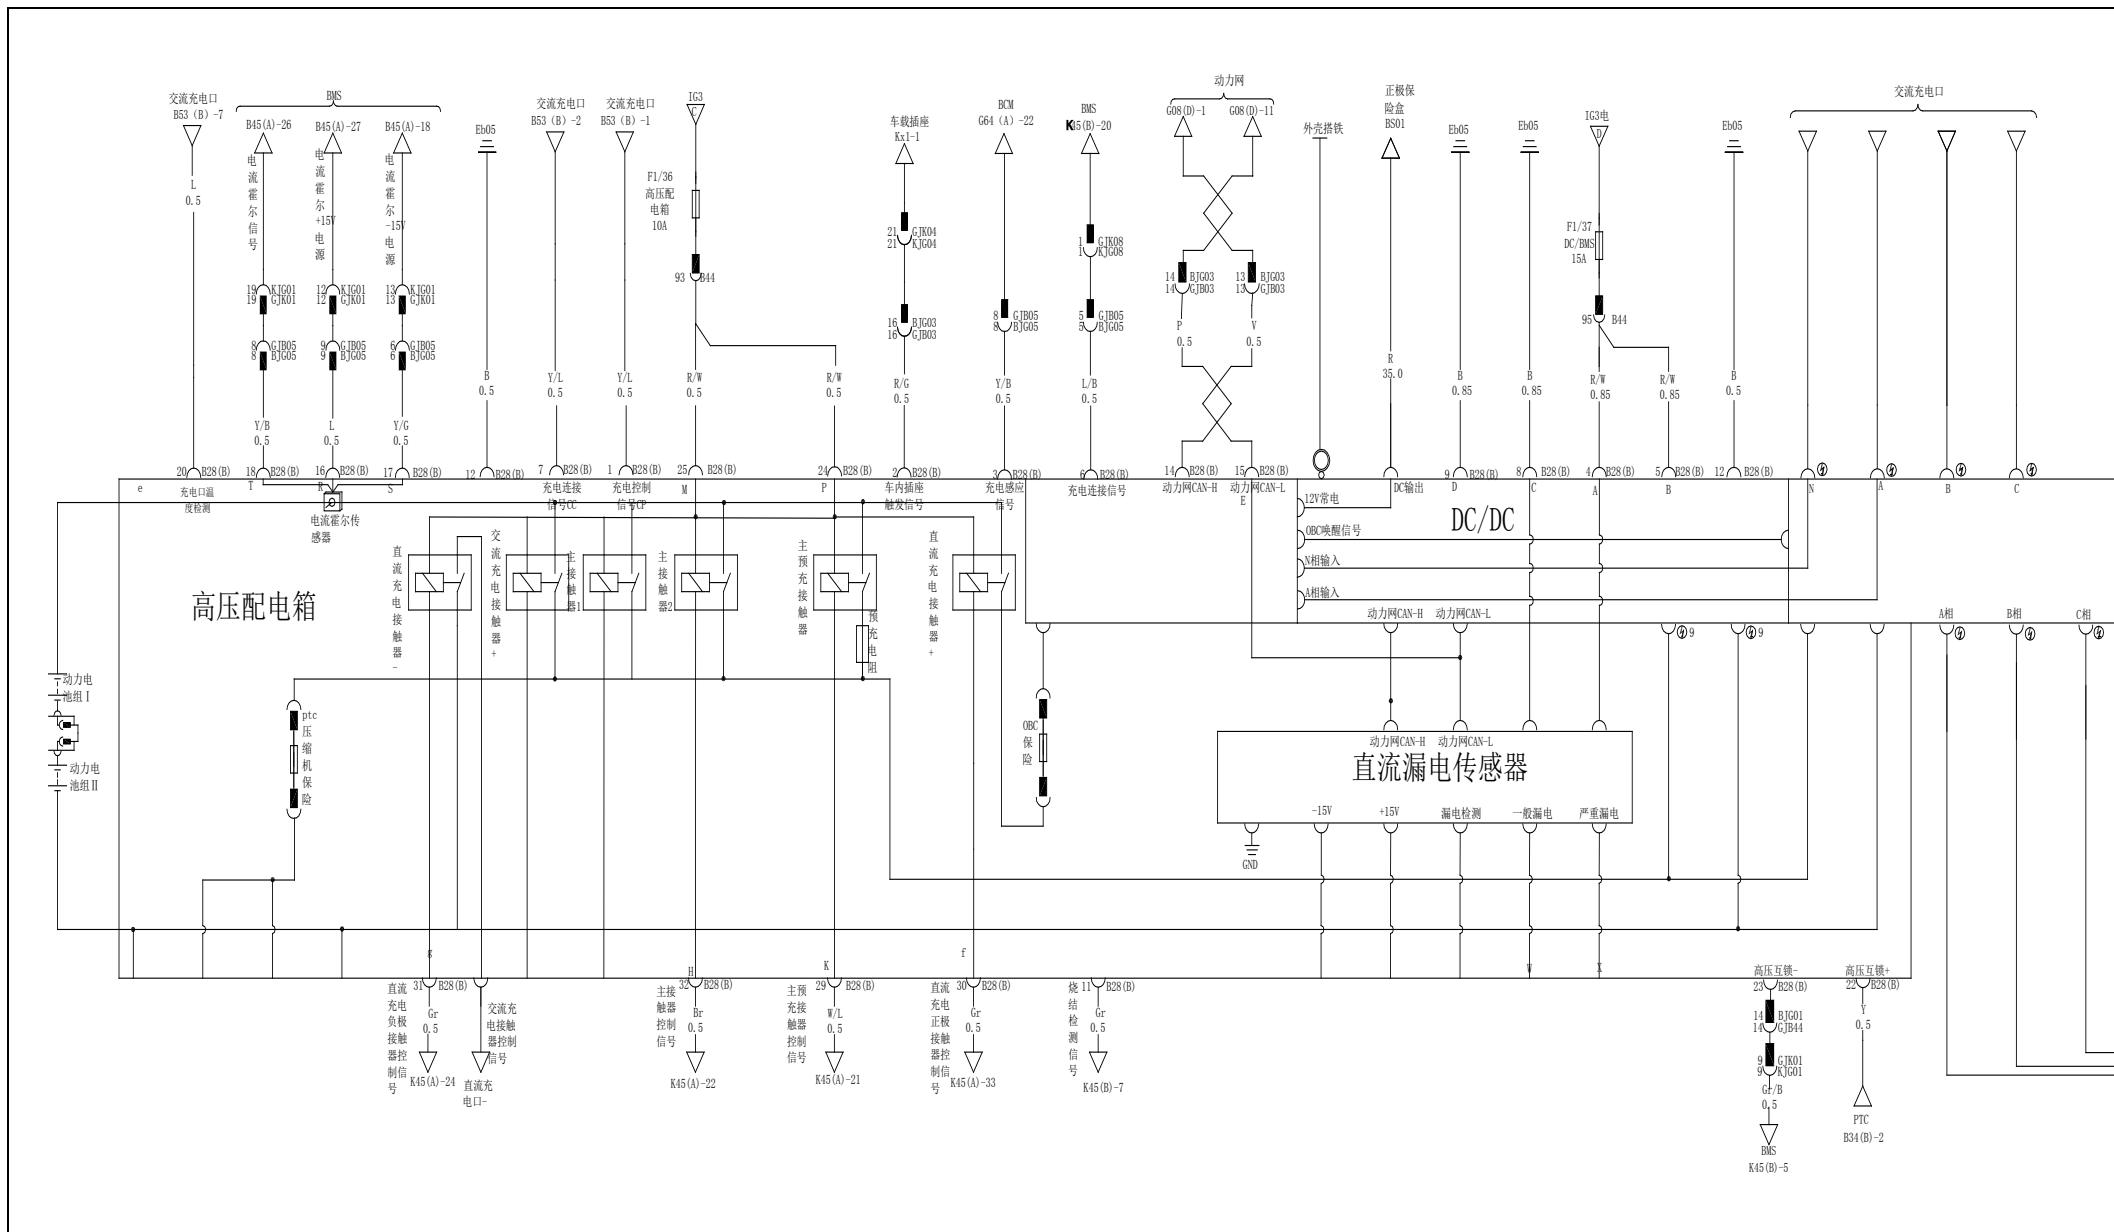 交流充电口
B53（B）-7
BMS
B45(A)-26
B45(A)-27
B45(A)-18
电流霍尔信号
电流霍尔+15V电源
电流霍尔-15V电源
Eb05
交流充电口
B53（B）-2
交流充电口
B53（B）-1
IG3
C
F1/36
高压配
电箱
10A
93 B44
车载插座
Kx1-1
BCM
G64（A）-22
BMS
K45(B)-20
动力网
G08(D)-1
G08(D)-11
外壳搭铁
正极保
险盒
BS01
Eb05
Eb05
IG3电
D
F1/37
DC/BMS
15A
95 B44
Eb05
交流充电口
L
0.5
19 KJG01
19 GJK01
12 KJG01
12 GJK01
13 KJG01
13 GJK01
8 GJB05
8 BJG05
9 GJB05
9 BJG05
6 GJB05
6 BJG05
21 GJK04
21 KJG04
16 BJG03
16 GJB03
8 GJB05
8 BJG05
1 GJK08
1 KJG08
5 GJB05
5 BJG05
14 BJG03
14 GJB03
13 BJG03
13 GJB03
P
0.5
V
0.5
Y/B
0.5
L
0.5
Y/G
0.5
B
0.5
Y/L
0.5
Y/L
0.5
R/W
0.5
R/W
0.5
R/G
0.5
Y/B
0.5
L/B
0.5
R
35.0
B
0.85
B
0.85
R/W
0.85
R/W
0.85
B
0.5
20 B28(B)
18 B28(B)
16 B28(B)
17 B28(B)
12 B28(B)
7 B28(B)
1 B28(B)
25 B28(B)
24 B28(B)
2 B28(B)
3 B28(B)
6 B28(B)
14 B28(B)
15 B28(B)
9 B28(B)
8 B28(B)
4 B28(B)
5 B28(B)
12 B28(B)
e
充电口温
度检测
T
R
S
电流霍尔传
感器
充电连接
信号CC
充电控制
信号CP
M
P
车内插座
触发信号
充电感应
信号
充电连接信号
动力网CAN-H
动力网CAN-L
E
DC输出
D
C
A
B
N
A
B
C
12V常电
OBC唤醒信号
N相输入
A相输入
DC/DC
高压配电箱
直流充电接触器-
交流充电接触器+
主接触器1
主接触器2
主预充接触器
预充电阻
直流充电接触器+
动力网CAN-H
动力网CAN-L
9
9
A相
B相
C相
动力电
池组Ⅰ
动力电
池组Ⅱ
ptc压缩机保险
OBC保险
动力网CAN-H
动力网CAN-L
直流漏电传感器
-15V
+15V
漏电检测
一般漏电
严重漏电
GND
g
H
K
f
W
X
31 B28(B)
32 B28(B)
29 B28(B)
30 B28(B)
11 B28(B)
高压互锁-
23 B28(B)
高压互锁+
22 B28(B)
直流
充电
负极
接触
器控
制信
号
Gr
0.5
K45(A)-24
交流充
电接触
器控制
信号
直流充
电口-
主接
触器
控制
信号
Br
0.5
K45(A)-22
主预
充接
触器
控制
信号
W/L
0.5
K45(A)-21
直流
充电
正极
接触
器控
制信
号
Gr
0.5
K45(A)-33
烧结检测信号
Gr
0.5
K45(B)-7
14 BJG01
14 GJB44
9 GJK01
9 KJG01
Gr/B
0.5
BMS
K45(B)-5
Y
0.5
PTC
B34(B)-2